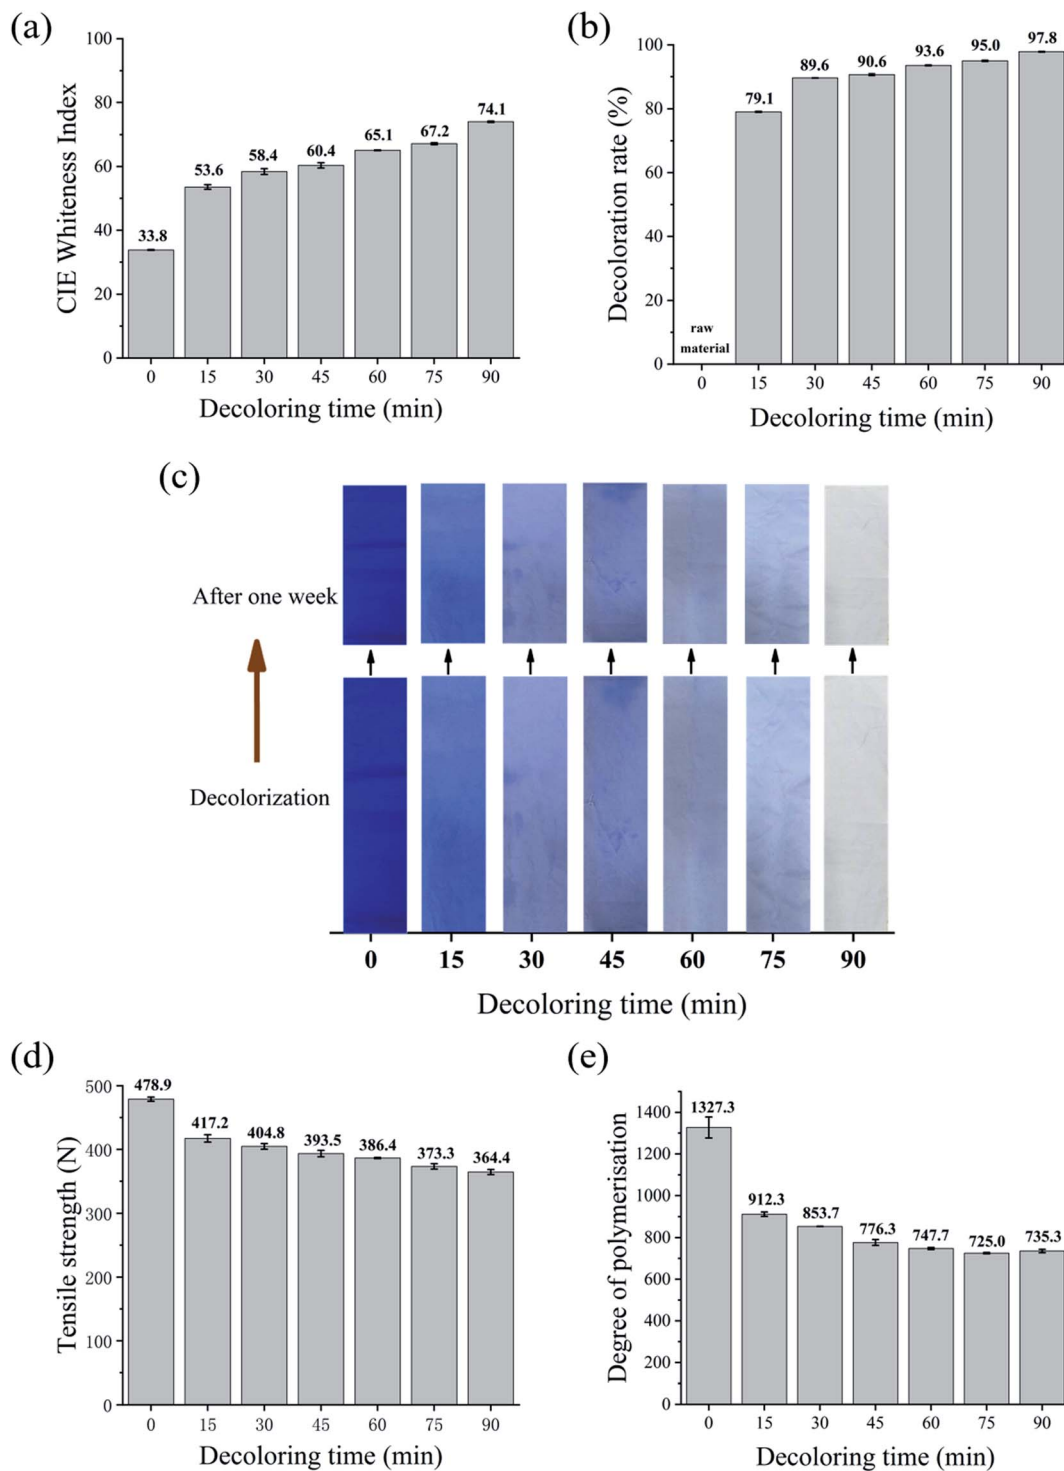 (a)
CIE Whiteness Index
100
80
60
40
20
0
33.8
53.6
58.4
60.4
65.1
67.2
74.1
0 15 30 45 60 75 90
Decoloring time (min)
(b)
Decoloration rate (%)
100
80
60
40
20
0
raw
material
79.1
89.6
90.6
93.6
95.0
97.8
0 15 30 45 60 75 90
Decoloring time (min)
(c)
After one week
Decolorization
0 15 30 45 60 75 90
Decoloring time (min)
(d)
Tensile strength (N)
500
400
300
200
100
0
478.9
417.2
404.8
393.5
386.4
373.3
364.4
0 15 30 45 60 75 90
Decoloring time (min)
(e)
Degree of polymerisation
1400
1200
1000
800
600
400
200
0
1327.3
912.3
853.7
776.3
747.7
725.0
735.3
0 15 30 45 60 75 90
Decoloring time (min)